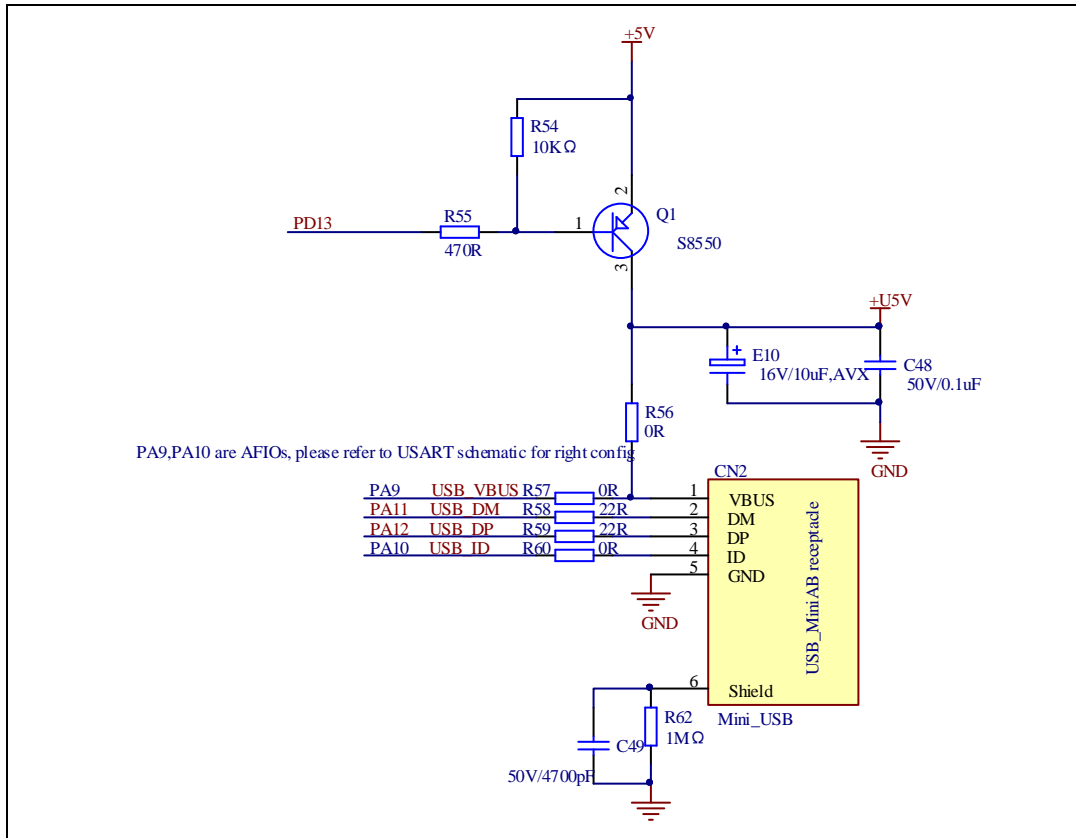 +5V
R54
10KΩ
2
PD13
R55
470R
1
Q1
S8550
3
+U5V
E10
16V/10uF,AVX
C48
50V/0.1uF
R56
0R
GND
PA9,PA10 are AFIOs, please refer to USART schematic for right config
CN2
PA9 USB_VBUS R57 0R 1 VBUS
PA11 USB_DM R58 22R 2 DM
PA12 USB_DP R59 22R 3 DP
PA10 USB_ID R60 0R 4 ID
5 GND
GND
USB_MiniAB receptacle
6 Shield
Mini_USB
R62
1MΩ
C49
50V/4700pF